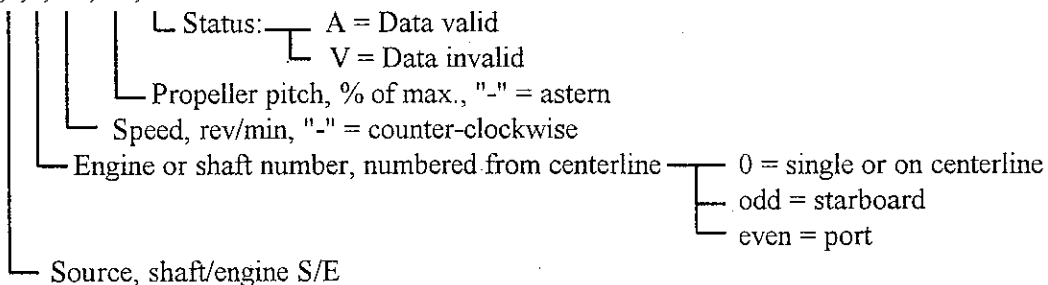 Status: A = Data valid
V = Data invalid
Propeller pitch, % of max., "-" = astern
Speed, rev/min, "-" = counter-clockwise
Engine or shaft number, numbered from centerline 0 = single or on centerline
odd = starboard
even = port
Source, shaft/engine S/E